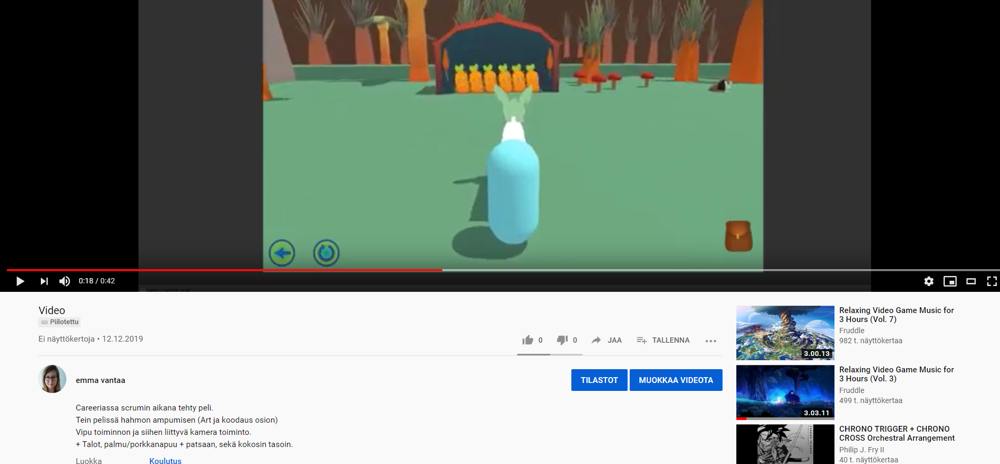 0:18 / 0:42
Video
Piilotettu
Ei näyttökertoja • 12.12.2019
0
0
JAA
TALLENNA
emma vantaa
TILASTOT
MUOKKAA VIDEOTA
Careeriassa scrumin aikana tehty peli.
Tein pelissä hahmon ampumisen (Art ja koodaus osion)
Vipu toiminnon ja siihen liittyvä kamera toiminto.
+ Talot, palmu/porkkanapuu + patsaan, sekä kokosin tasoin.
Luokka
Koulutus
3.00.13
Relaxing Video Game Music for
3 Hours (Vol. 7)
Fruddle
982 t. näyttökertaa
3.03.11
Relaxing Video Game Music for
3 Hours (Vol. 3)
Fruddle
499 t. näyttökertaa
CHRONO TRIGGER + CHRONO
CROSS Orchestral Arrangement
Philip J. Fry II
40 t. näyttökertaa